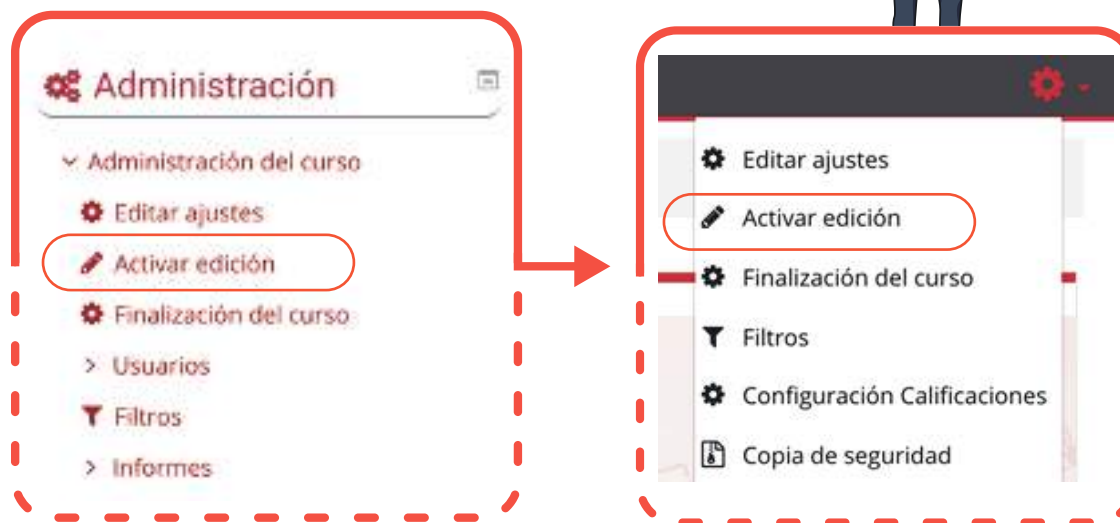 Administración
Administración del curso
Editar ajustes
Activar edición
Finalización del curso
Usuarios
Filtros
Informes
Editar ajustes
Activar edición
Finalización del curso
Filtros
Configuración Calificaciones
Copia de seguridad